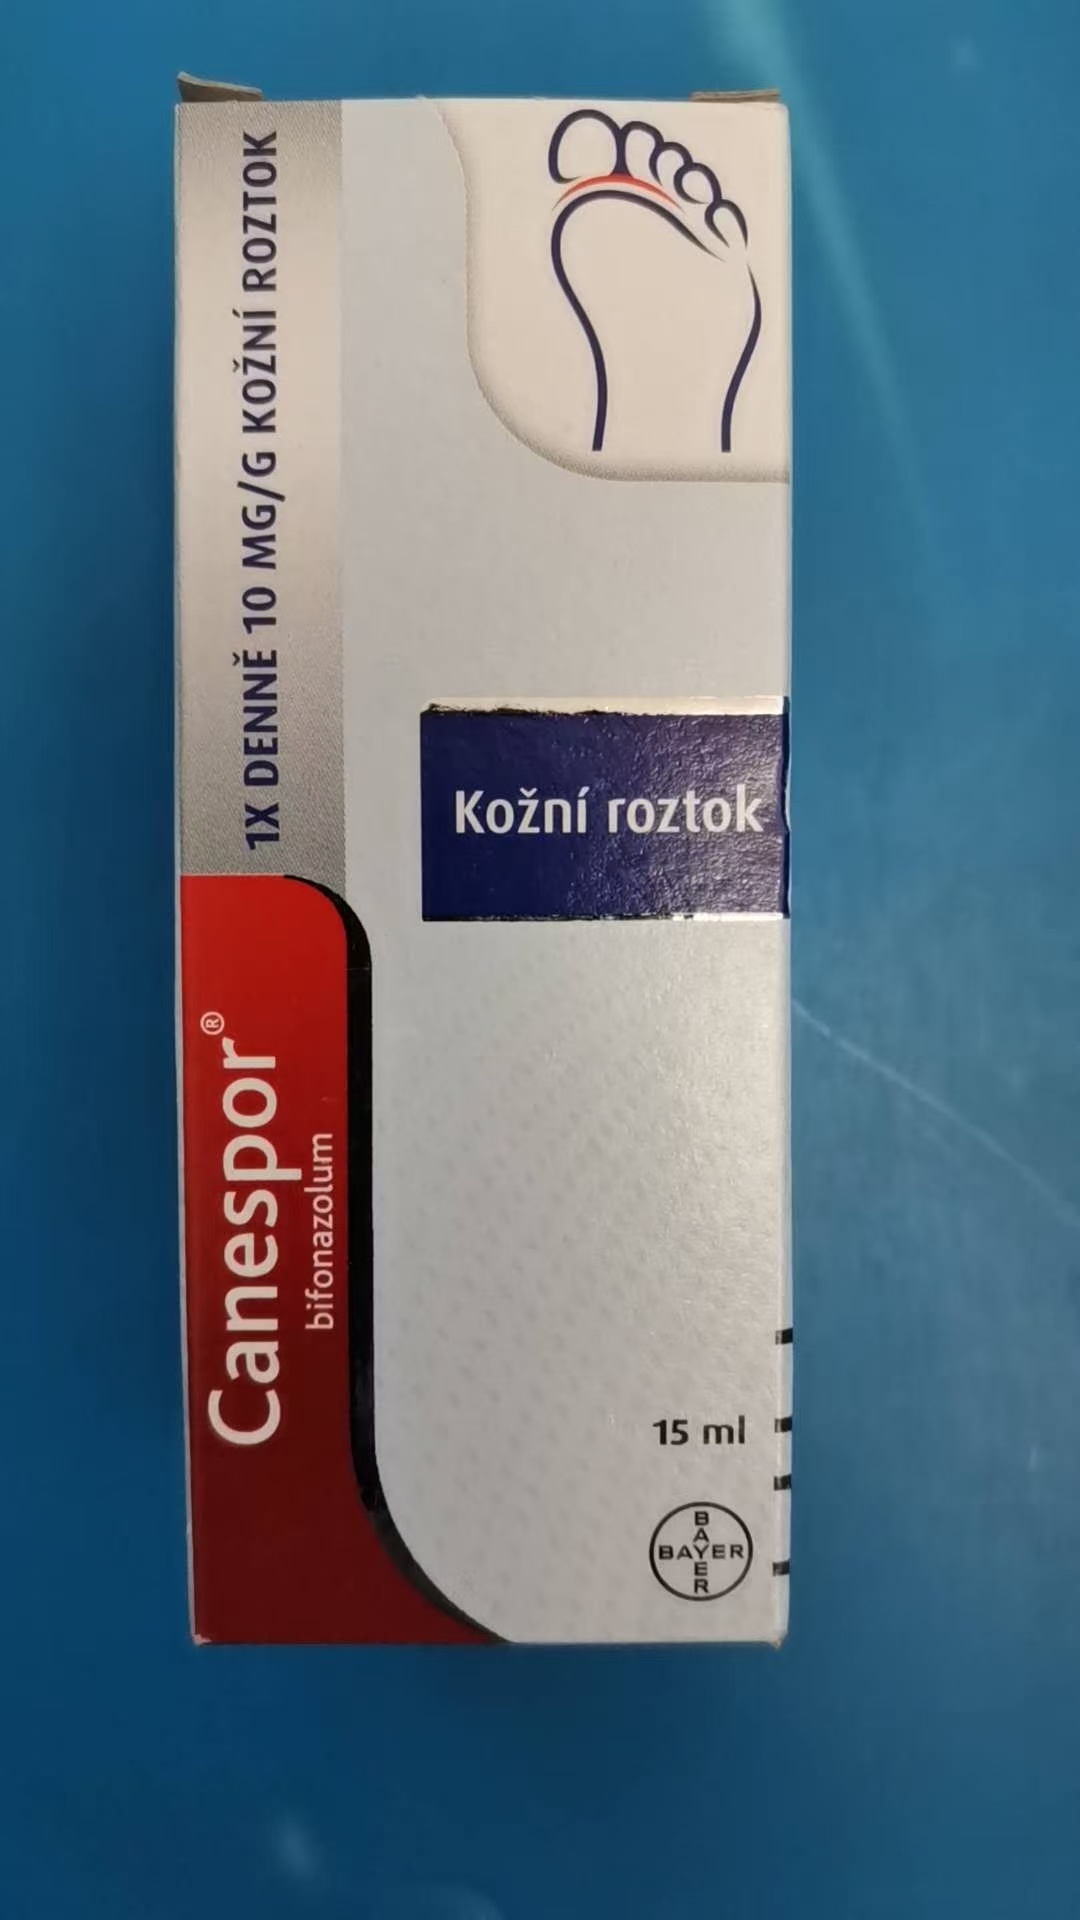 Canespor®
bifonazolum
1X DENNĚ 10 MG/G KOŽNÍ ROZTOK
Kožní roztok
15 ml
BAYER
BAYER